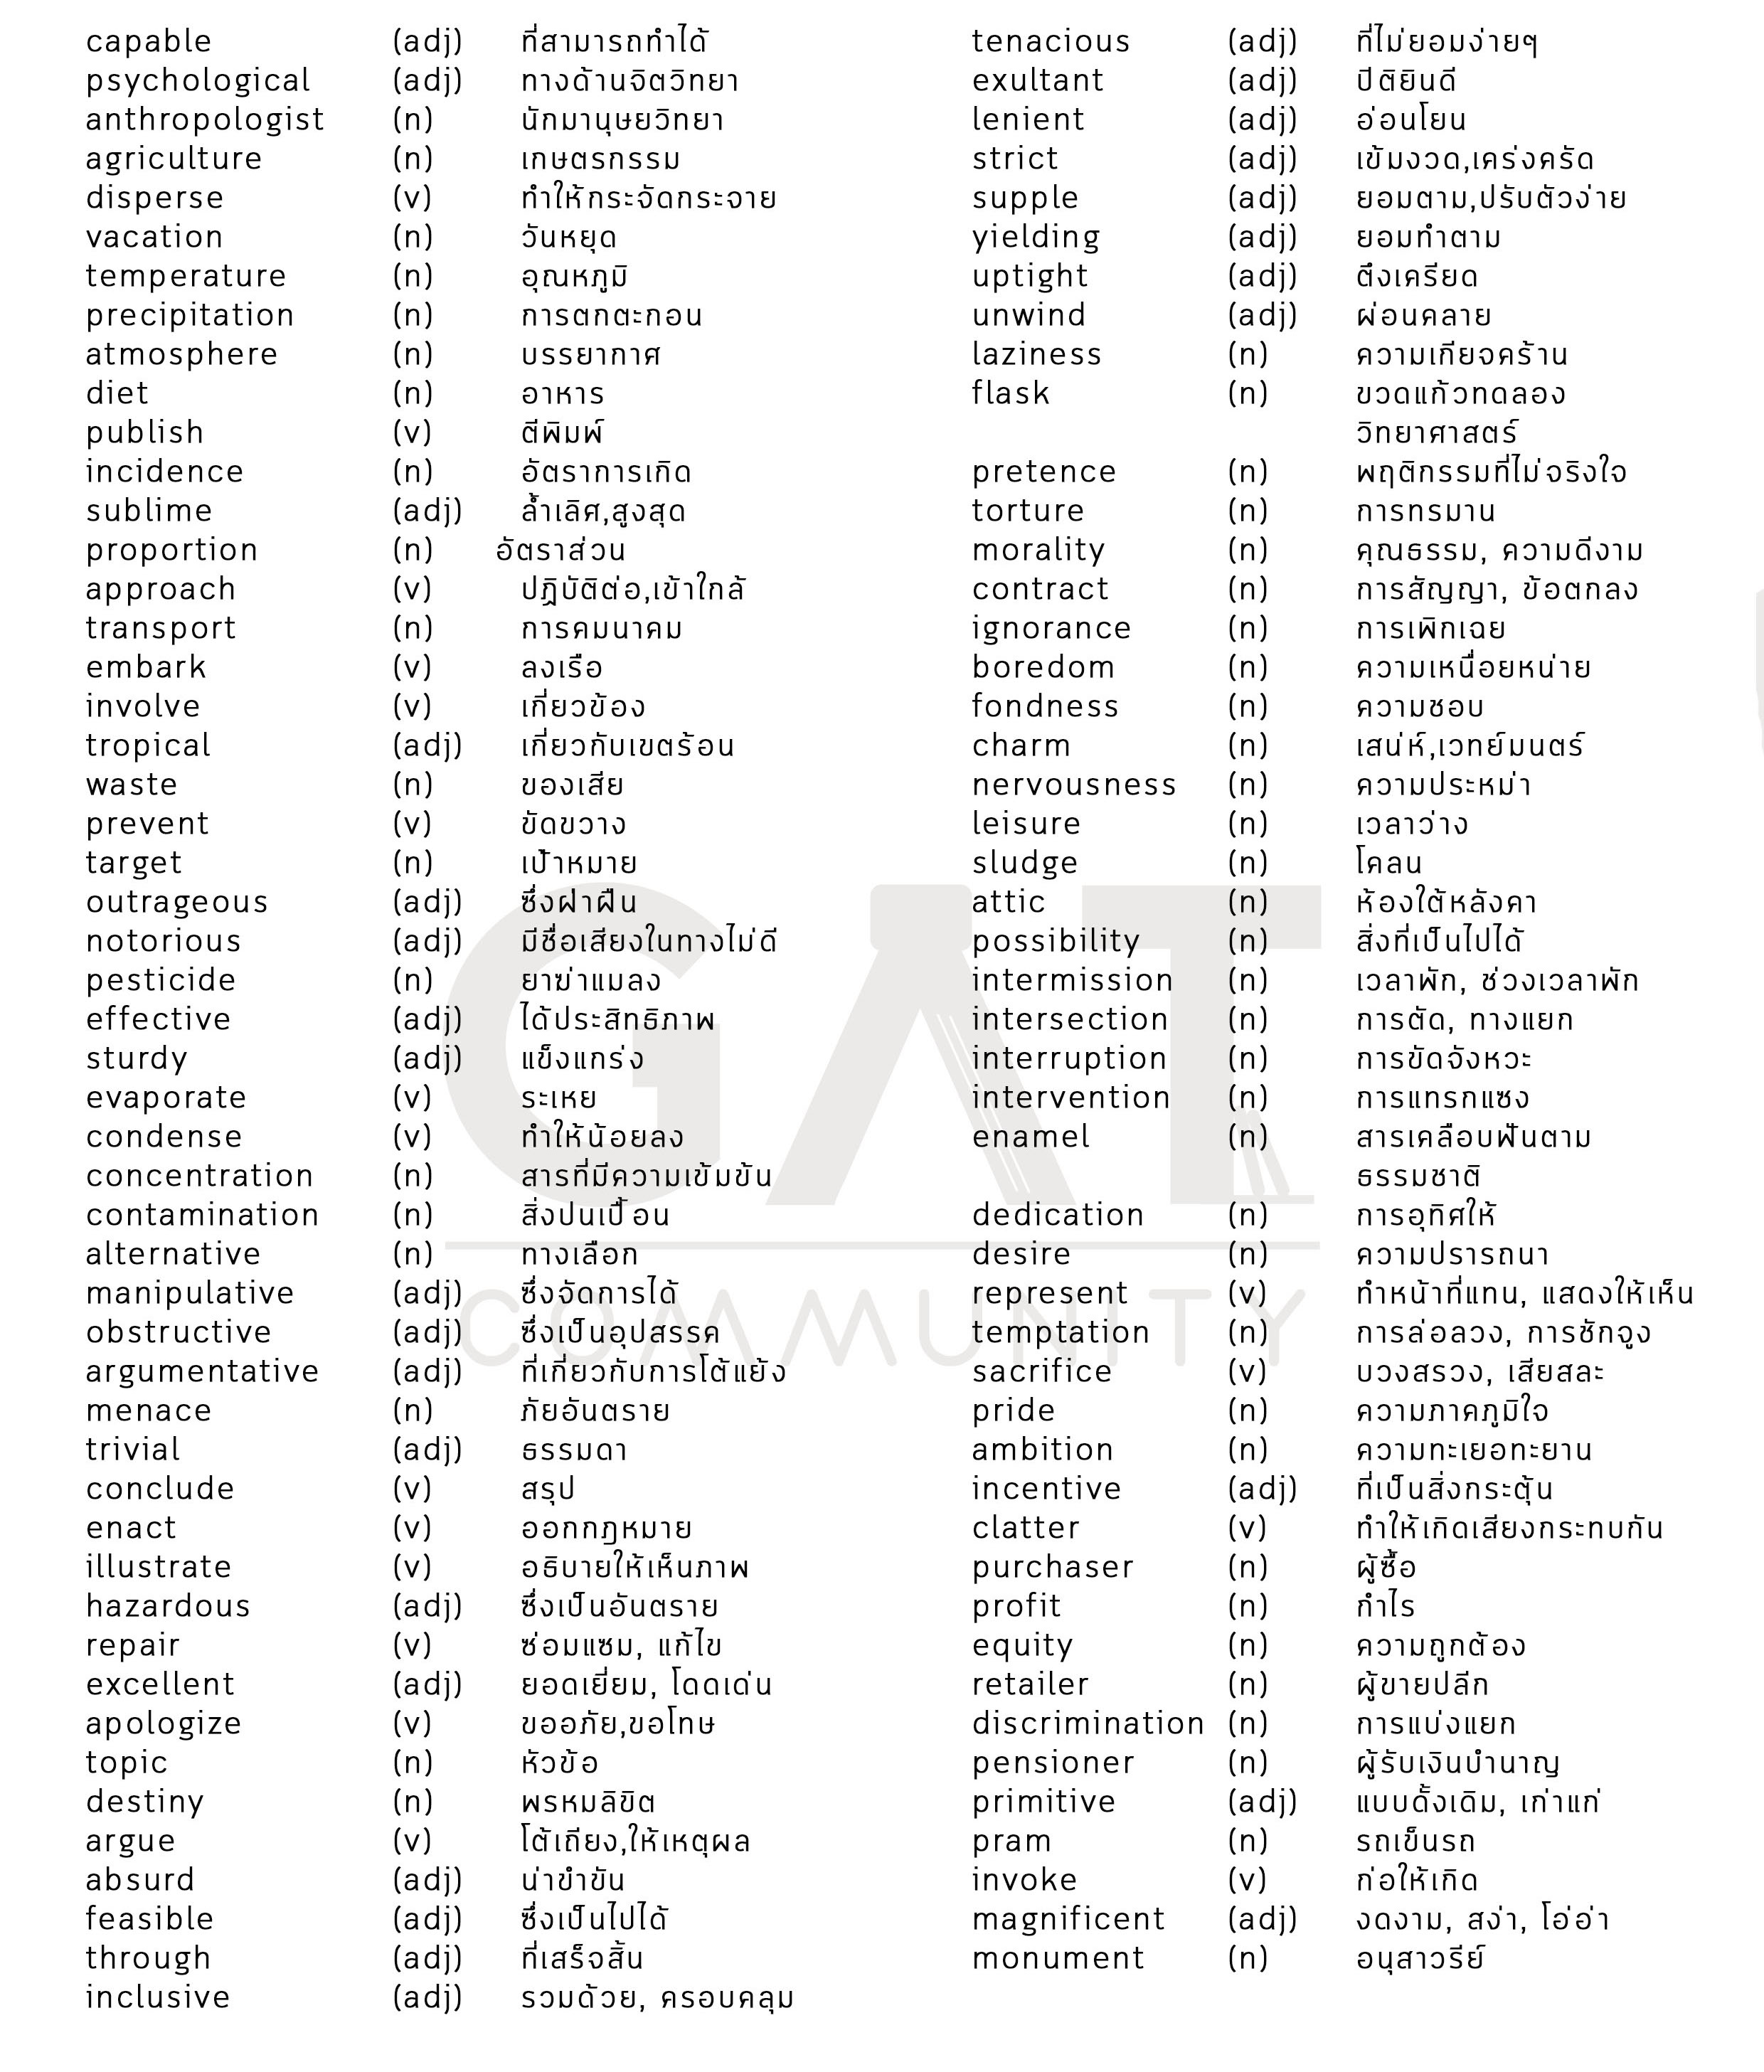 capable (adj) ที่สามารถทำได้
psychological (adj) ทางด้านจิตวิทยา
anthropologist (n) นักมานุษยวิทยา
agriculture (n) เกษตรกรรม
disperse (v) ทำให้กระจัดกระจาย
vacation (n) วันหยุด
temperature (n) อุณหภูมิ
precipitation (n) การตกตะกอน
atmosphere (n) บรรยากาศ
diet (n) อาหาร
publish (v) ตีพิมพ์
incidence (n) อัตราการเกิด
sublime (adj) ล้ำเลิศ,สูงสุด
proportion (n) อัตราส่วน
approach (v) ปฏิบัติต่อ,เข้าใกล้
transport (n) การคมนาคม
embark (v) ลงเรือ
involve (v) เกี่ยวข้อง
tropical (adj) เกี่ยวกับเขตร้อน
waste (n) ของเสีย
prevent (v) ขัดขวาง
target (n) เป้าหมาย
outrageous (adj) ซึ่งฝ่าฝืน
notorious (adj) มีชื่อเสียงในทางไม่ดี
pesticide (n) ยาฆ่าแมลง
effective (adj) ได้ประสิทธิภาพ
sturdy (adj) แข็งแกร่ง
evaporate (v) ระเหย
condense (v) ทำให้น้อยลง
concentration (n) สารที่มีความเข้มข้น
contamination (n) สิ่งปนเปื้อน
alternative (n) ทางเลือก
manipulative (adj) ซึ่งจัดการได้
obstructive (adj) ซึ่งเป็นอุปสรรค
argumentative (adj) ที่เกี่ยวกับการโต้แย้ง
menace (n) ภัยอันตราย
trivial (adj) ธรรมดา
conclude (v) สรุป
enact (v) ออกกฎหมาย
illustrate (v) อธิบายให้เห็นภาพ
hazardous (adj) ซึ่งเป็นอันตราย
repair (v) ซ่อมแซม, แก้ไข
excellent (adj) ยอดเยี่ยม, โดดเด่น
apologize (v) ขออภัย,ขอโทษ
topic (n) หัวข้อ
destiny (n) พรหมลิขิต
argue (v) โต้เถียง,ให้เหตุผล
absurd (adj) น่าขำขัน
feasible (adj) ซึ่งเป็นไปได้
through (adj) ที่เสร็จสิ้น
inclusive (adj) รวมด้วย, ครอบคลุม
tenacious (adj) ที่ไม่ยอมง่ายๆ
exultant (adj) ปิติยินดี
lenient (adj) อ่อนโยน
strict (adj) เข้มงวด,เคร่งครัด
supple (adj) ยอมตาม,ปรับตัวง่าย
yielding (adj) ยอมทำตาม
uptight (adj) ตึงเครียด
unwind (adj) ผ่อนคลาย
laziness (n) ความเกียจคร้าน
flask (n) ขวดแก้วทดลอง
วิทยาศาสตร์
pretence (n) พฤติกรรมที่ไม่จริงใจ
torture (n) การทรมาน
morality (n) คุณธรรม, ความดีงาม
contract (n) การสัญญา, ข้อตกลง
ignorance (n) การเพิกเฉย
boredom (n) ความเหนื่อยหน่าย
fondness (n) ความชอบ
charm (n) เสน่ห์,เวทย์มนตร์
nervousness (n) ความประหม่า
leisure (n) เวลาว่าง
sludge (n) โคลน
attic (n) ห้องใต้หลังคา
possibility (n) สิ่งที่เป็นไปได้
intermission (n) เวลาพัก, ช่วงเวลาพัก
intersection (n) การตัด, ทางแยก
interruption (n) การขัดจังหวะ
intervention (n) การแทรกแซง
enamel (n) สารเคลือบฟันตาม
ธรรมชาติ
dedication (n) การอุทิศให้
desire (n) ความปรารถนา
represent (v) ทำหน้าที่แทน, แสดงให้เห็น
temptation (n) การล่อลวง, การชักจูง
sacrifice (v) บวงสรวง, เสียสละ
pride (n) ความภาคภูมิใจ
ambition (n) ความทะเยอทะยาน
incentive (adj) ที่เป็นสิ่งกระตุ้น
clatter (v) ทำให้เกิดเสียงกระทบกัน
purchaser (n) ผู้ซื้อ
profit (n) กำไร
equity (n) ความถูกต้อง
retailer (n) ผู้ขายปลีก
discrimination (n) การแบ่งแยก
pensioner (n) ผู้รับเงินบำนาญ
primitive (adj) แบบดั้งเดิม, เก่าแก่
pram (n) รถเข็นรถ
invoke (v) ก่อให้เกิด
magnificent (adj) งดงาม, สง่า, โอ่อ่า
monument (n) อนุสาวรีย์
GAT
COMMUNITY